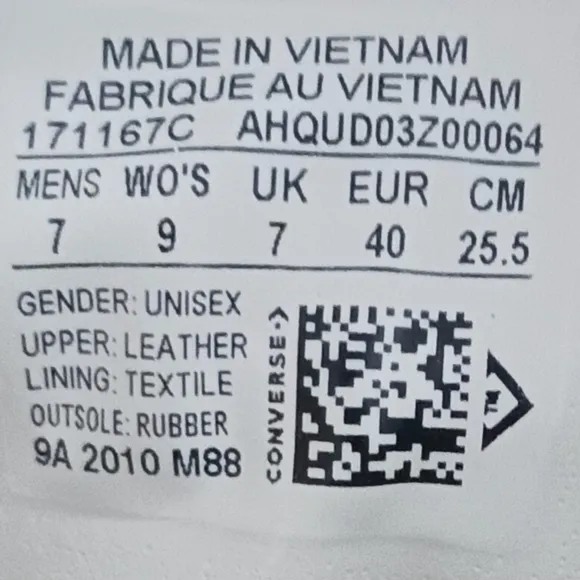 MADE IN VIETNAM
FABRIQUE AU VIETNAM
171167C AHQUD03Z00064
MENS WO'S UK EUR CM
7 9 7 40 25.5
GENDER: UNISEX
UPPER: LEATHER
LINING: TEXTILE
OUTSOLE: RUBBER
9A 2010 M88
CONVERSE
TM